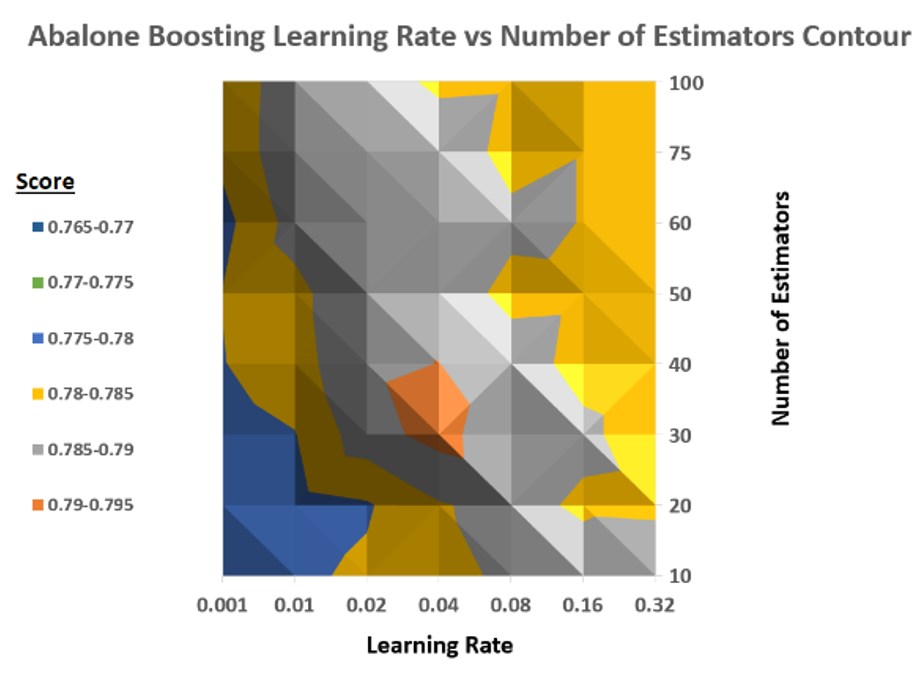 Abalone Boosting Learning Rate vs Number of Estimators Contour
Score
0.765-0.77
0.77-0.775
0.775-0.78
0.78-0.785
0.785-0.79
0.79-0.795
100
75
60
50
40
30
20
10
Number of Estimators
0.001 0.01 0.02 0.04 0.08 0.16 0.32
Learning Rate